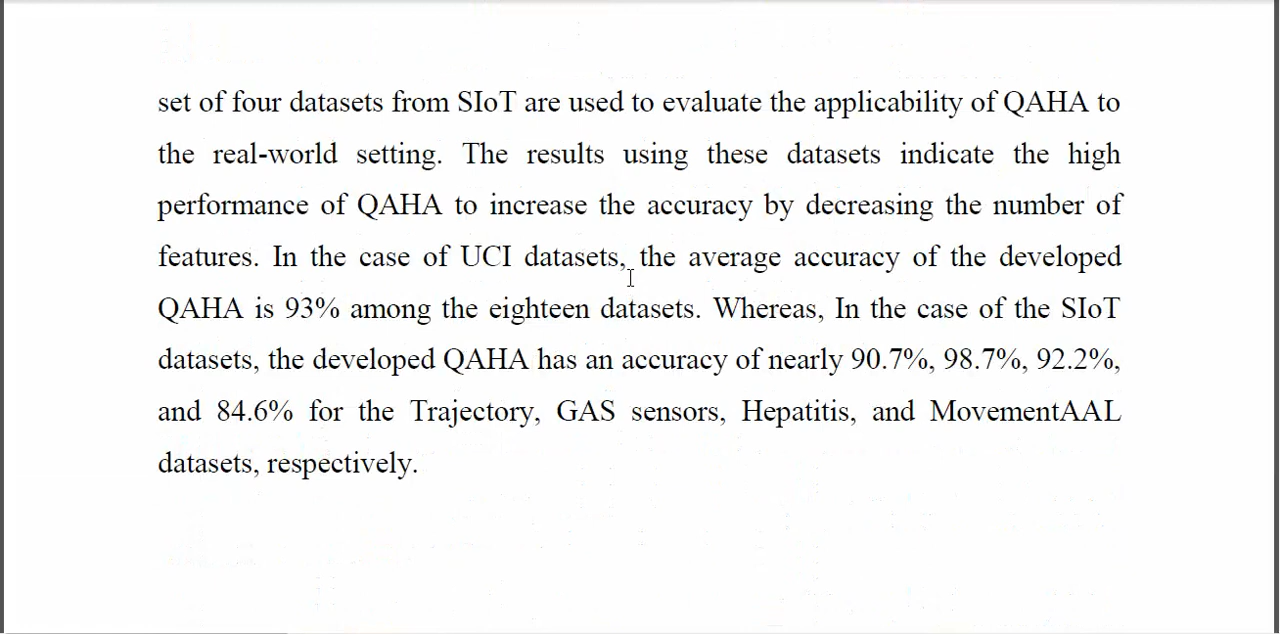 set of four datasets from SIoT are used to evaluate the applicability of QAHA to
the real-world setting. The results using these datasets indicate the high
performance of QAHA to increase the accuracy by decreasing the number of
features. In the case of UCI datasets, the average accuracy of the developed
QAHA is 93% among the eighteen datasets. Whereas, In the case of the SIoT
datasets, the developed QAHA has an accuracy of nearly 90.7%, 98.7%, 92.2%,
and 84.6% for the Trajectory, GAS sensors, Hepatitis, and MovementAAL
datasets, respectively.